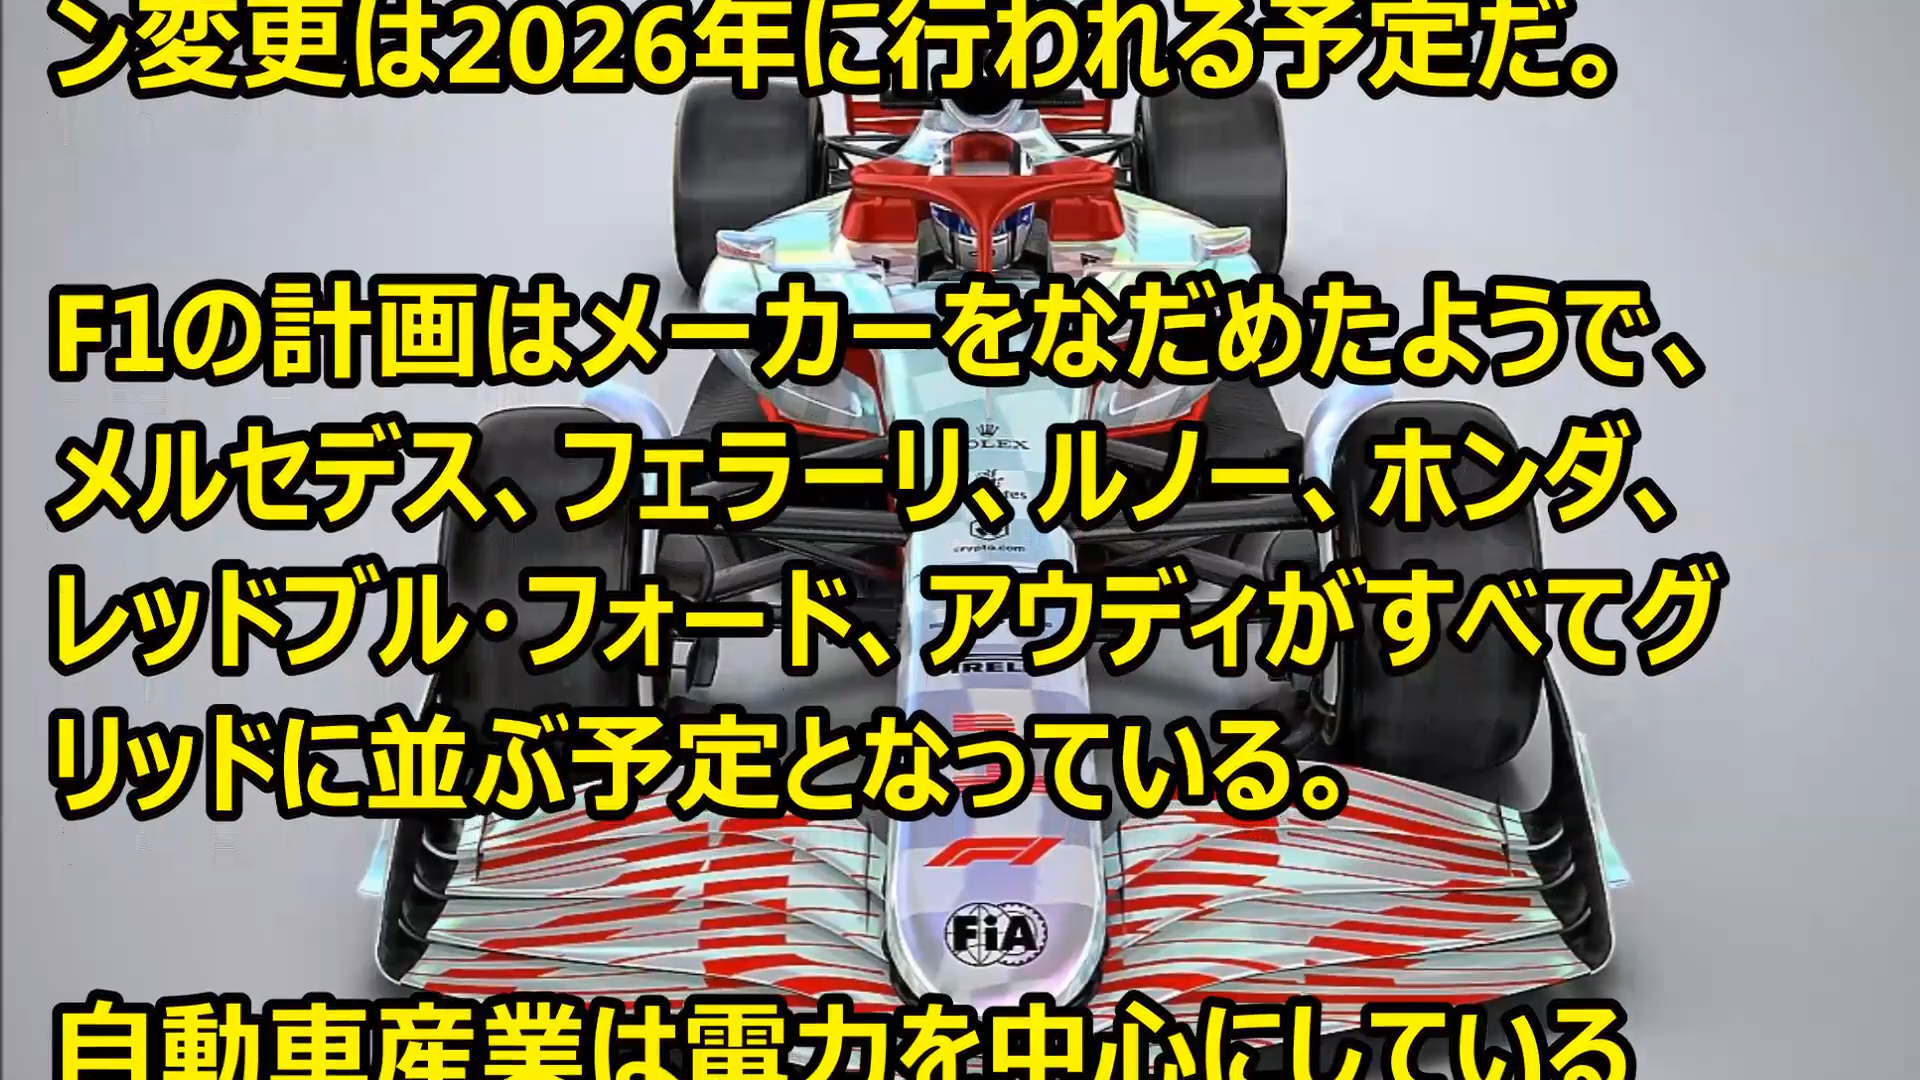 ン変更は2026年に行われる予定だ。
F1の計画はメーカーをなだめたようで、
メルセデス、フェラーリ、ルノー、ホンダ、
レッドブル・フォード、アウディがすべてグ
リッドに並ぶ予定となっている。
自動車産業は電力を中心にしている
crypto.com
F1
FiA